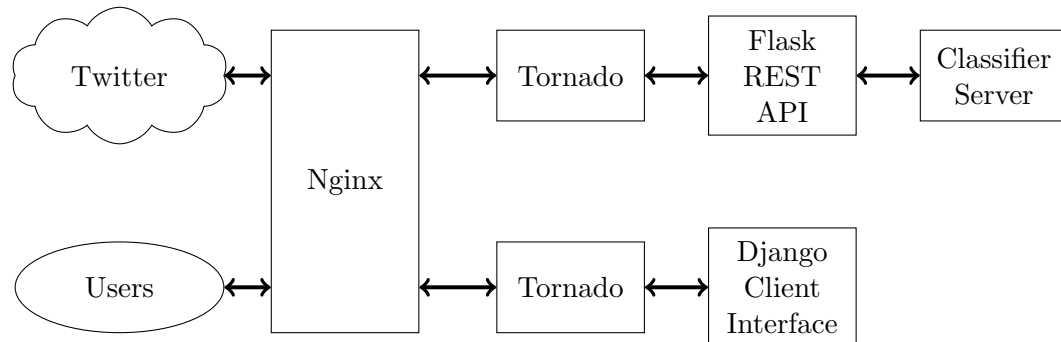 Twitter
Nginx
Tornado
Flask
REST
API
Classifier
Server
Users
Tornado
Django
Client
Interface